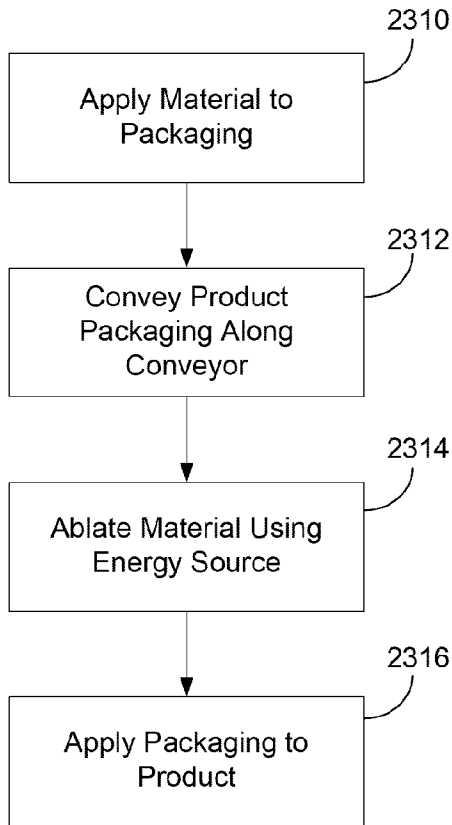 2310
Apply Material to
Packaging
2312
Convey Product
Packaging Along
Conveyor
2314
Ablate Material Using
Energy Source
2316
Apply Packaging to
Product